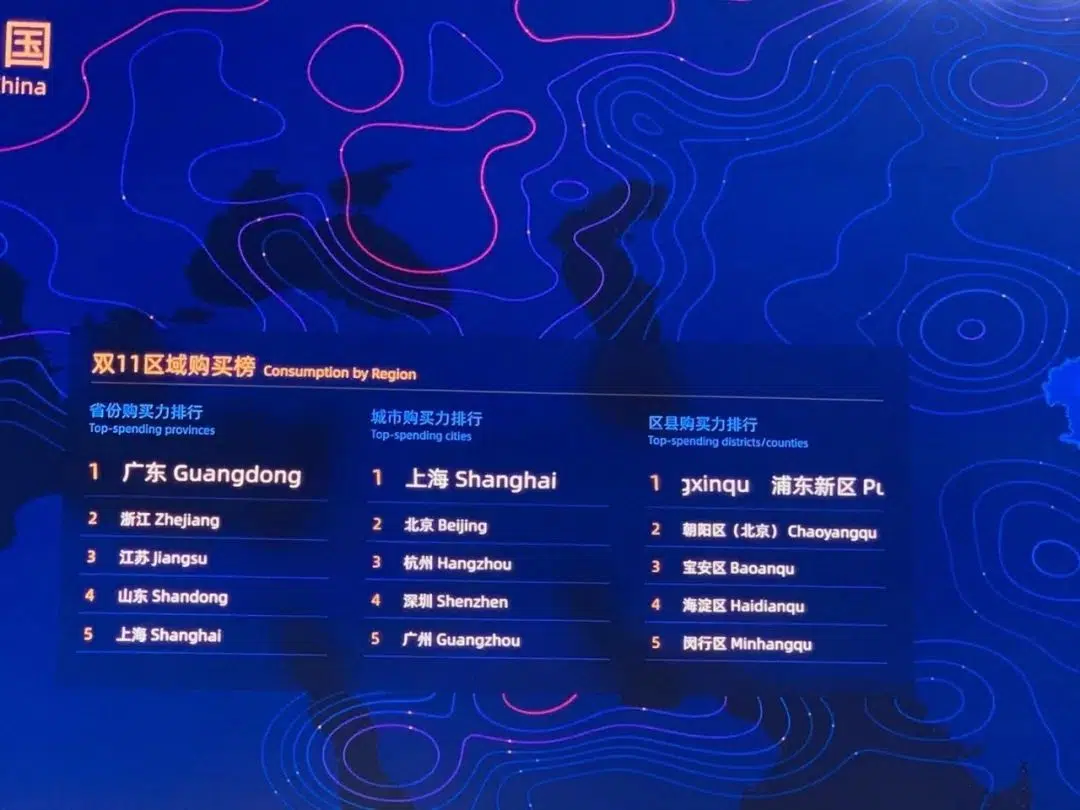 国
hina
双11区域购买榜 Consumption by Region
省份购买力排行
Top-spending provinces
1 广东 Guangdong
2 浙江 Zhejiang
3 江苏 Jiangsu
4 山东 Shandong
5 上海 Shanghai
城市购买力排行
Top-spending cities
1 上海 Shanghai
2 北京 Beijing
3 杭州 Hangzhou
4 深圳 Shenzhen
5 广州 Guangzhou
区县购买力排行
Top-spending districts/counties
1 gxinqu 浦东新区 Pu
2 朝阳区（北京） Chaoyangqu
3 宝安区 Baoanqu
4 海淀区 Haidianqu
5 闵行区 Minhangqu